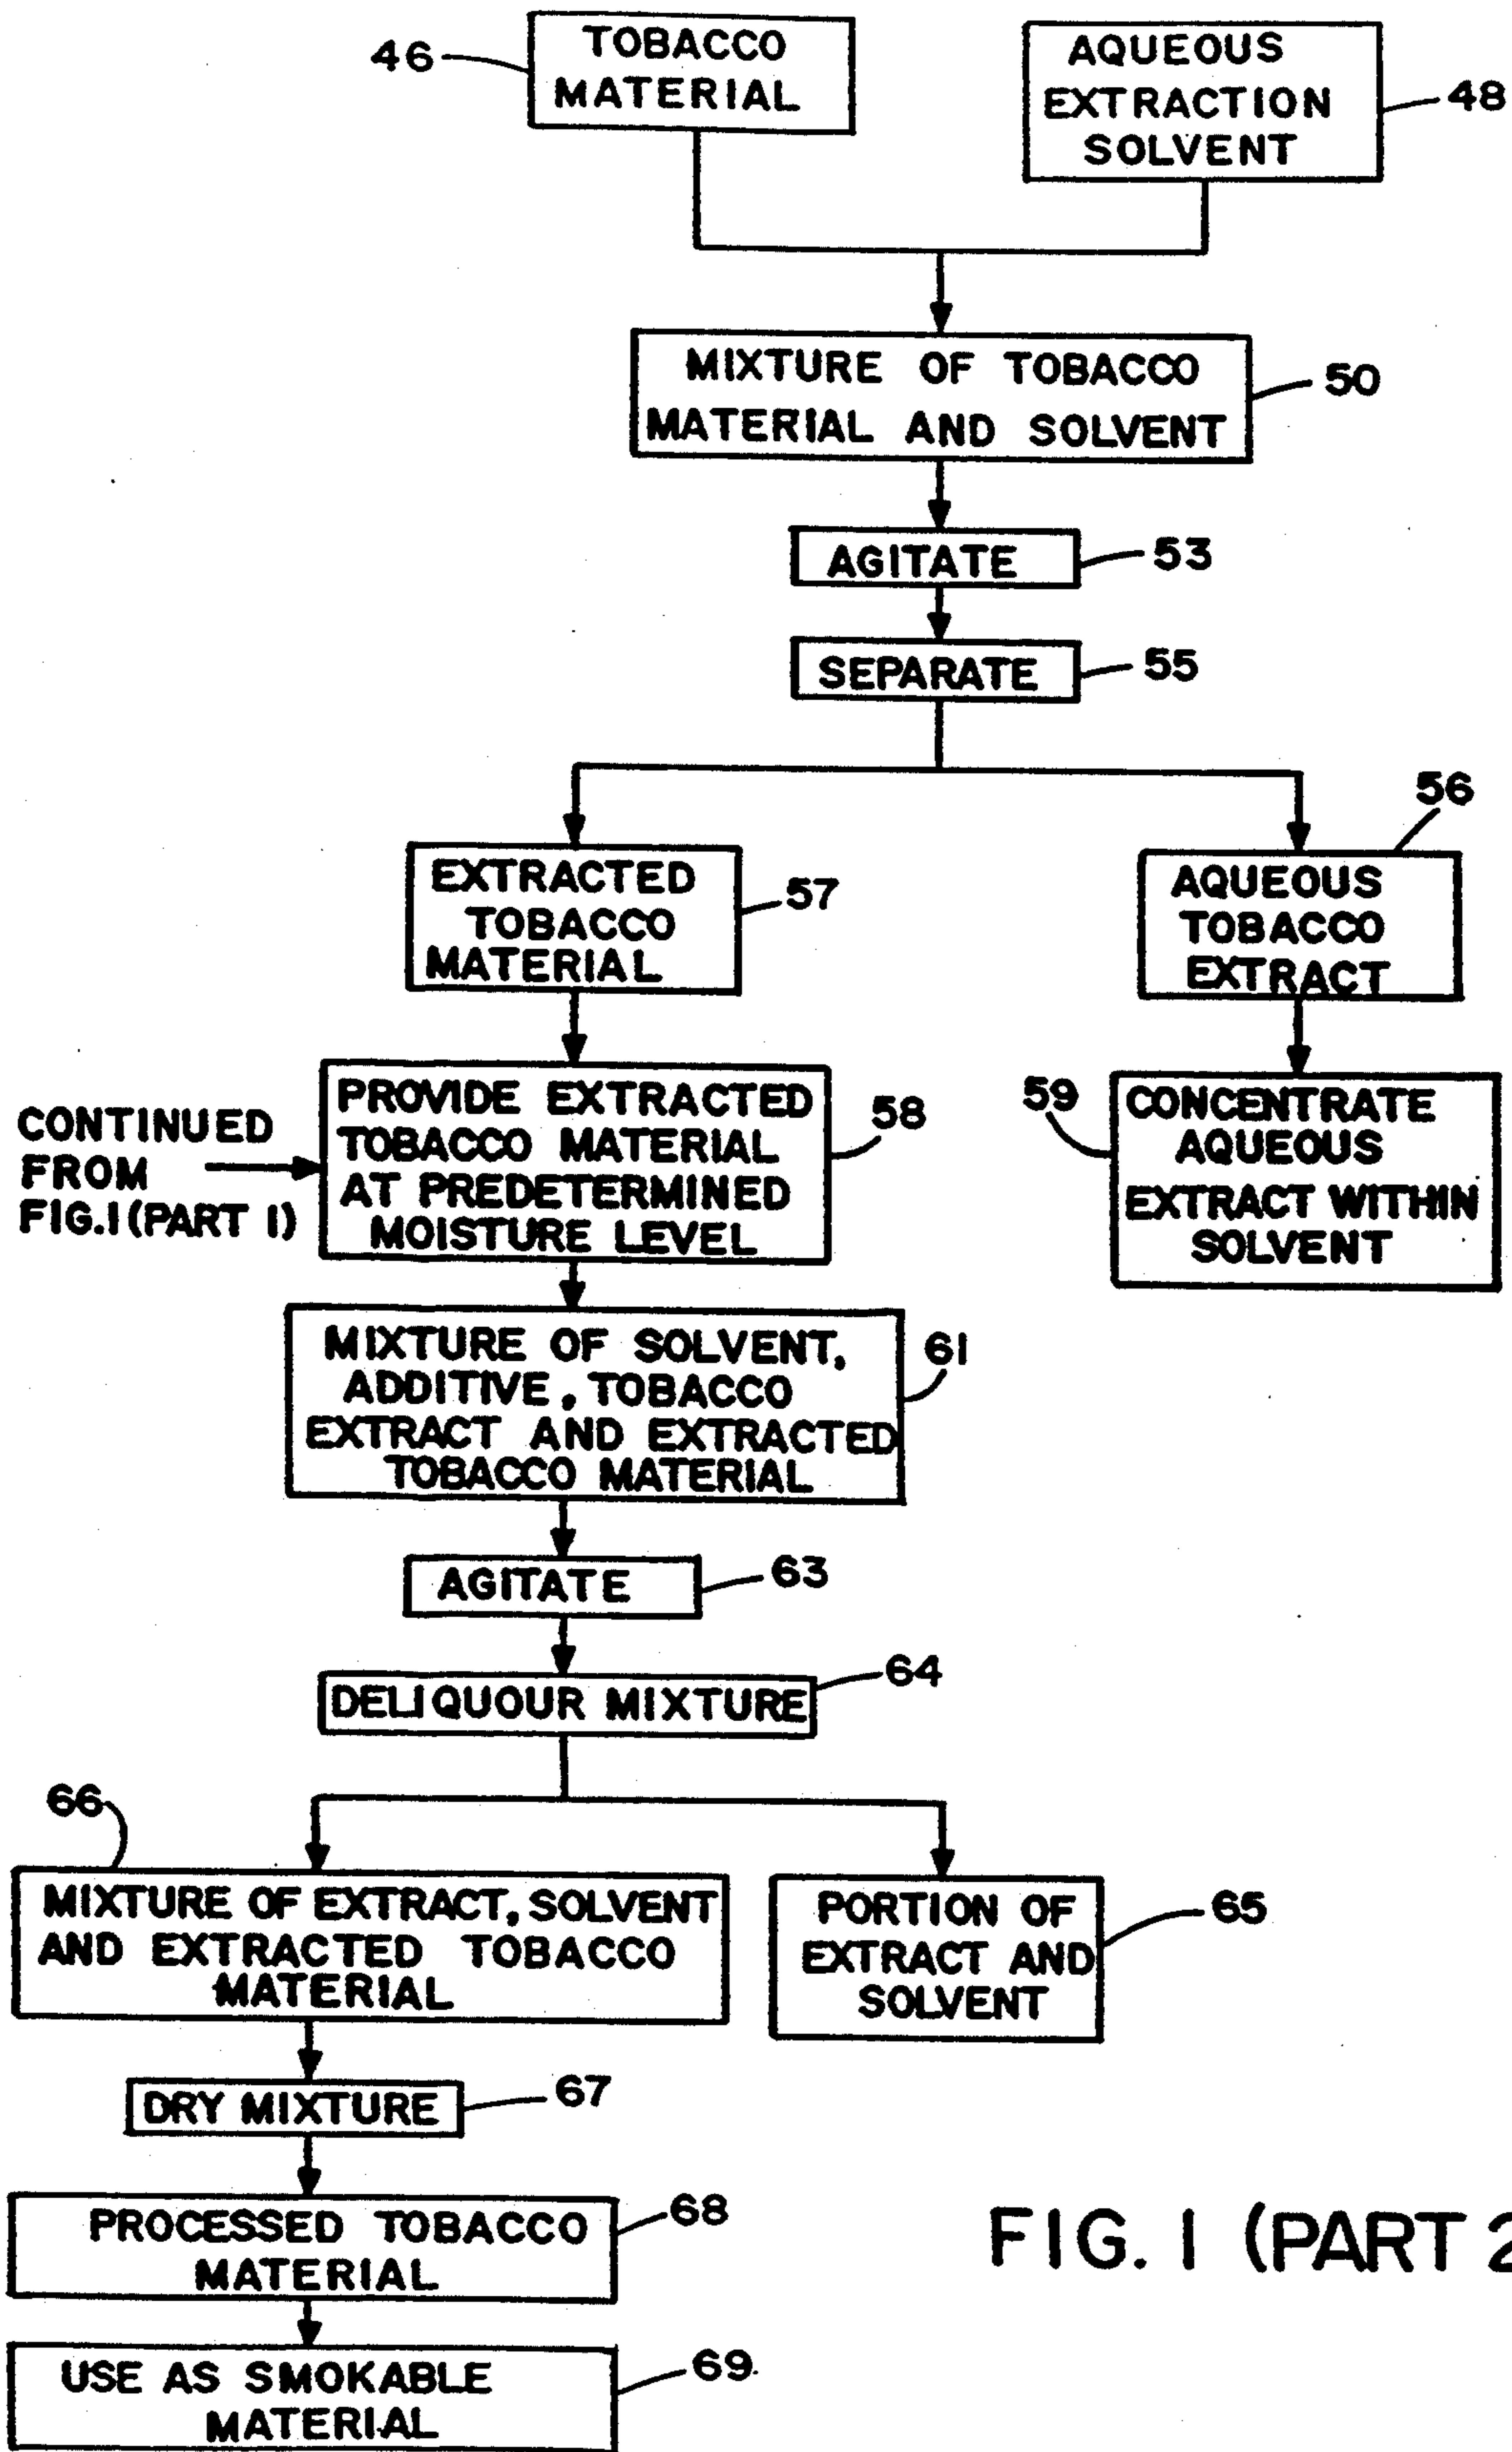 46
TOBACCO
MATERIAL
AQUEOUS
EXTRACTION
SOLVENT
48
MIXTURE OF TOBACCO
MATERIAL AND SOLVENT
50
AGITATE
53
SEPARATE
55
EXTRACTED
TOBACCO
MATERIAL
57
56
AQUEOUS
TOBACCO
EXTRACT
CONTINUED
FROM
FIG.1 (PART 1)
PROVIDE EXTRACTED
TOBACCO MATERIAL
AT PREDETERMINED
MOISTURE LEVEL
58
59
CONCENTRATE
AQUEOUS
EXTRACT WITHIN
SOLVENT
MIXTURE OF SOLVENT,
ADDITIVE, TOBACCO
EXTRACT AND EXTRACTED
TOBACCO MATERIAL
61
AGITATE
63
DELIQUOUR MIXTURE
64
66
MIXTURE OF EXTRACT, SOLVENT
AND EXTRACTED TOBACCO
MATERIAL
PORTION OF
EXTRACT AND
SOLVENT
65
DRY MIXTURE
67
PROCESSED TOBACCO
MATERIAL
68
USE AS SMOKABLE
MATERIAL
69
FIG. 1 (PART 2